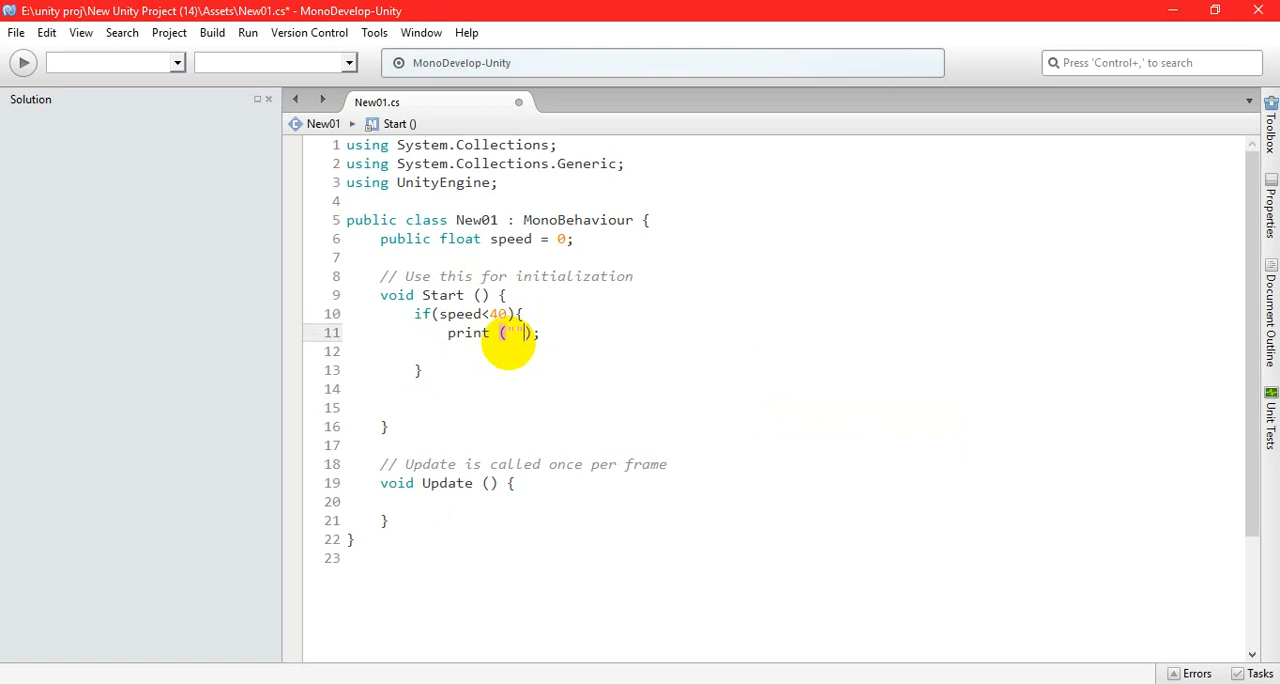 E:\unity proj\New Unity Project (14)\Assets\New01.cs* - MonoDevelop-Unity
File Edit View Search Project Build Run Version Control Tools Window Help
MonoDevelop-Unity
Press 'Control+,' to search
Solution
New01.cs
New01 Start ()
1 using System.Collections;
2 using System.Collections.Generic;
3 using UnityEngine;
4
5 public class New01 : MonoBehaviour {
6 public float speed = 0;
7
8 // Use this for initialization
9 void Start () {
10 if(speed<40){
11 print ("");
12
13 }
14
15
16 }
17
18 // Update is called once per frame
19 void Update () {
20
21 }
22 }
23
Toolbox
Properties
Document Outline
Unit Tests
Errors Tasks